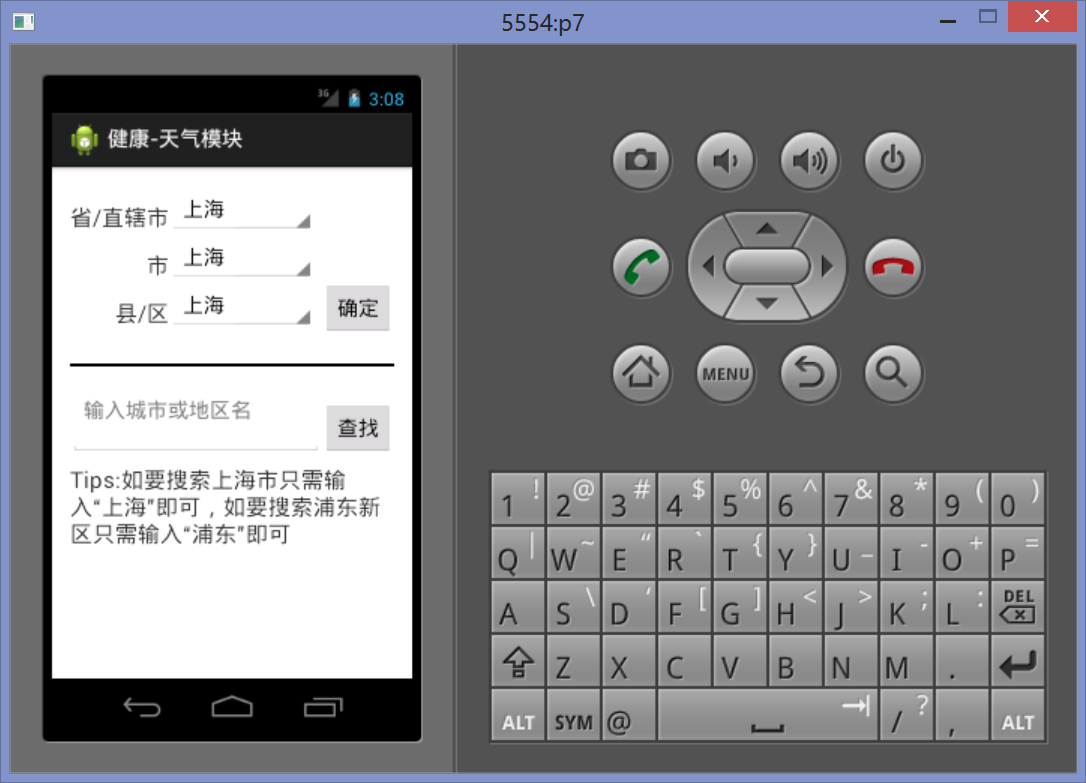 5554:p7
3G 3:08
健康-天气模块
省/直辖市 上海
市 上海
县/区 上海 确定
输入城市或地区名 查找
Tips:如要搜索上海市只需输
入“上海”即可，如要搜索浦东新
区只需输入“浦东”即可
MENU
1 ! 2 @ 3 # 4 $ 5 % 6 ^ 7 & 8 * 9 ( 0 )
Q | W ~ E " R ` T { Y } U _ I - O + P =
A S \ D ' F [ G ] H < J > K ; L : DEL
Z X C V B N M .
ALT SYM @ / ? , ALT